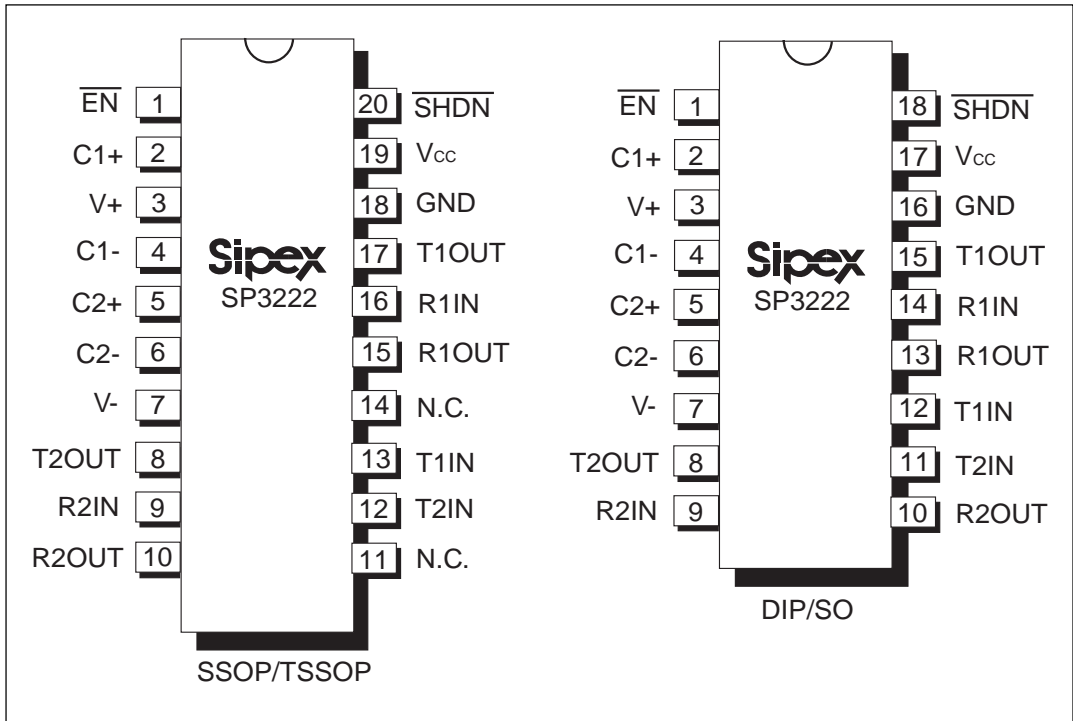 EN 1
C1+ 2
V+ 3
C1- 4
C2+ 5
C2- 6
V- 7
T2OUT 8
R2IN 9
R2OUT 10
Sipex
SP3222
20 SHDN
19 Vcc
18 GND
17 T1OUT
16 R1IN
15 R1OUT
14 N.C.
13 T1IN
12 T2IN
11 N.C.
SSOP/TSSOP
EN 1
C1+ 2
V+ 3
C1- 4
C2+ 5
C2- 6
V- 7
T2OUT 8
R2IN 9
Sipex
SP3222
18 SHDN
17 Vcc
16 GND
15 T1OUT
14 R1IN
13 R1OUT
12 T1IN
11 T2IN
10 R2OUT
DIP/SO